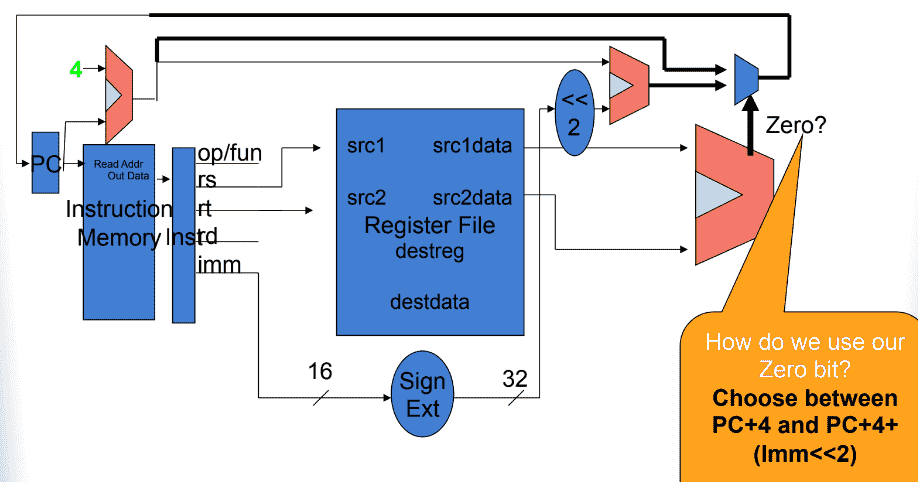 4
<<
2
Zero?
PC
Read Addr
Out Data
op/fun
rs
rt
rd
imm
Instruction
Memory
Inst
src1
src1data
src2
src2data
Register File
destreg
destdata
16
Sign
Ext
32
How do we use our
Zero bit?
Choose between
PC+4 and PC+4+
(Imm<<2)